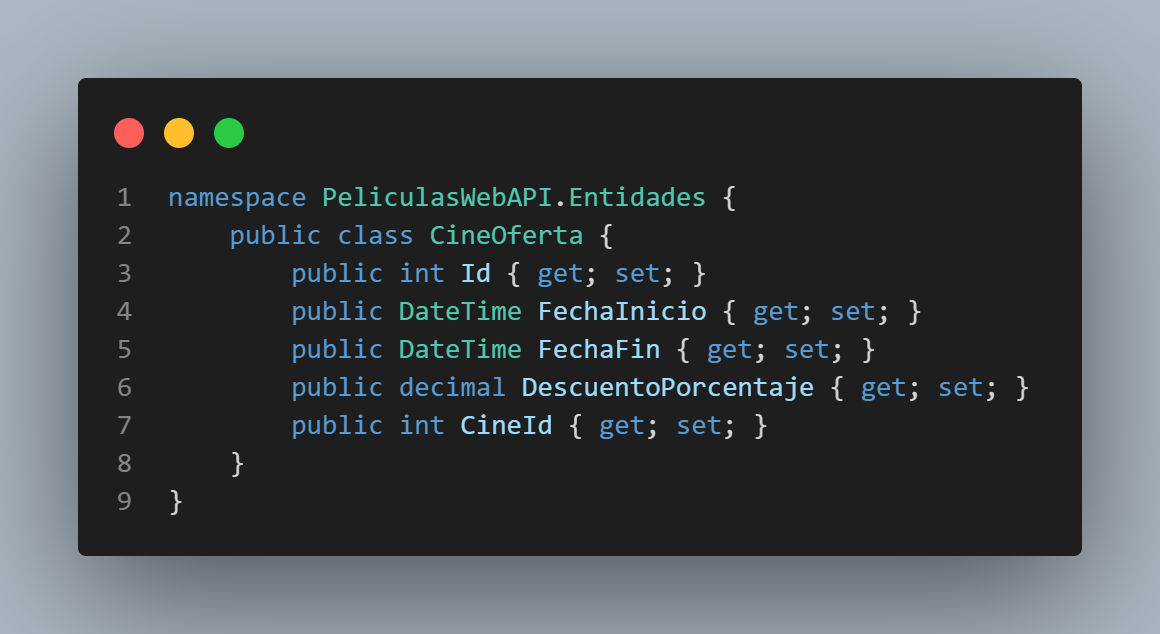 1 namespace PeliculasWebAPI.Entidades {
2     public class CineOferta {
3         public int Id { get; set; }
4         public DateTime FechaInicio { get; set; }
5         public DateTime FechaFin { get; set; }
6         public decimal DescuentoPorcentaje { get; set; }
7         public int CineId { get; set; }
8     }
9 }